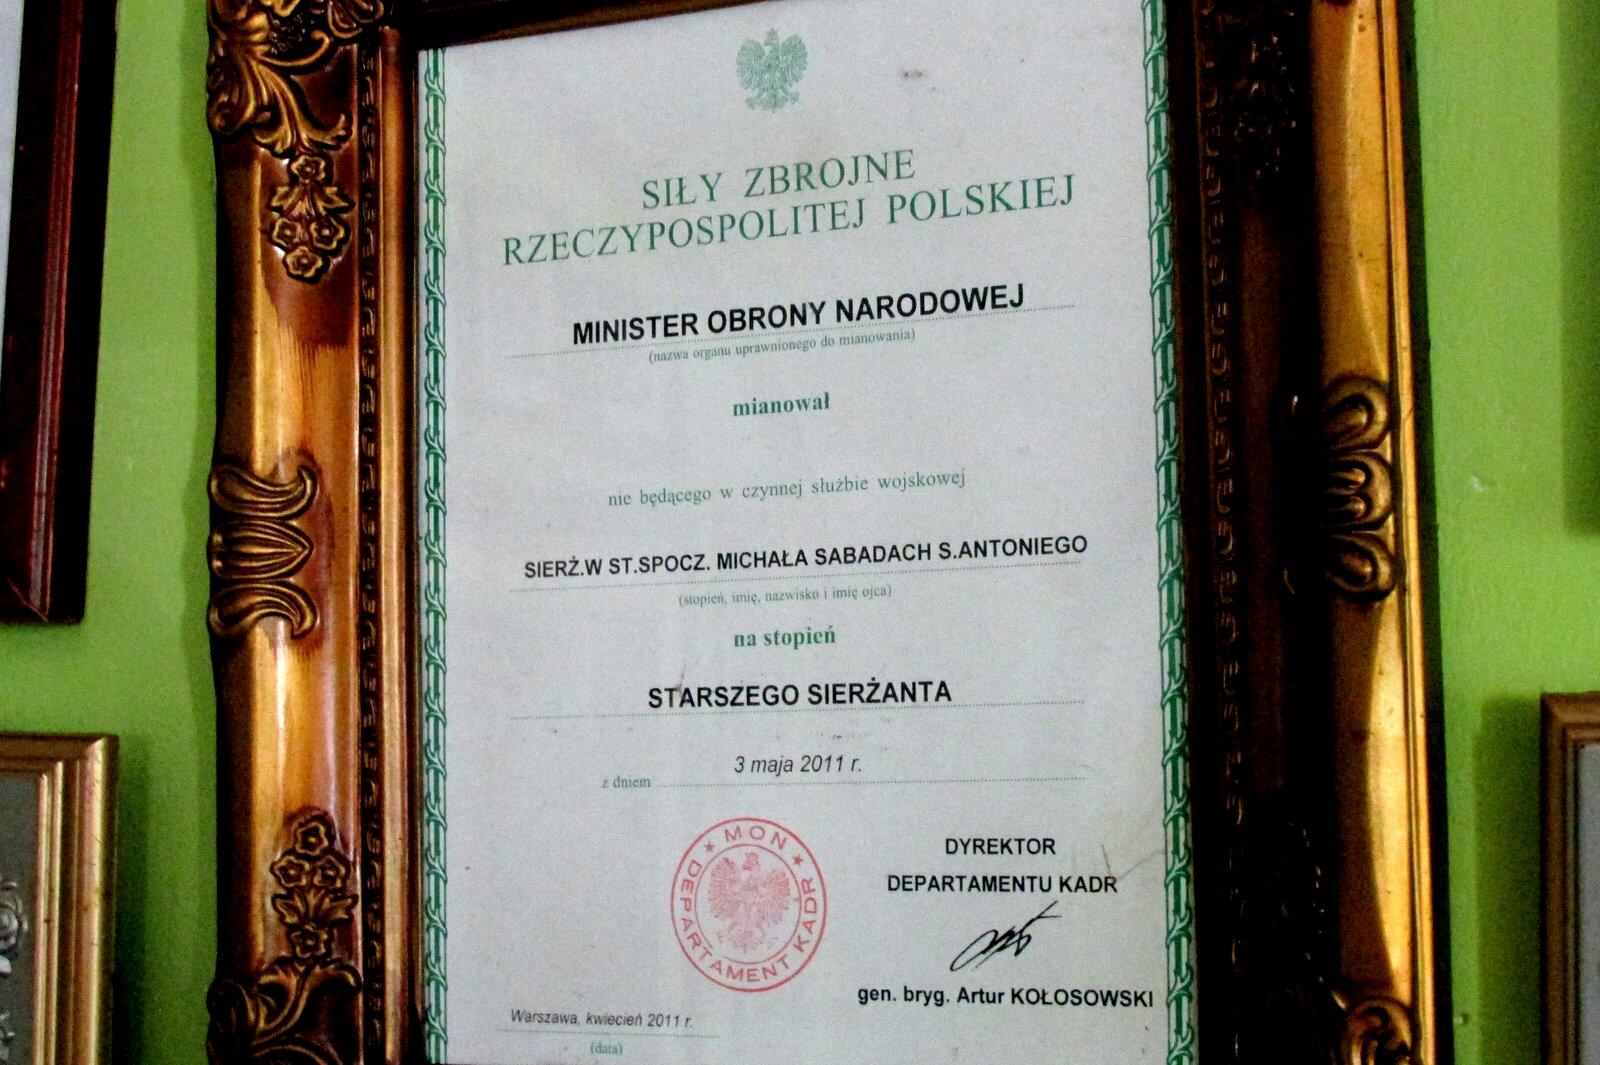 SIŁY ZBROJNE
RZECZYPOSPOLITEJ POLSKIEJ
MINISTER OBRONY NARODOWEJ
(nazwa organu uprawnionego do mianowania)
mianował
nie będącego w czynnej służbie wojskowej
SIERŻ.W ST.SPOCZ. MICHAŁA SABADACH S.ANTONIEGO
(stopień, imię, nazwisko i imię ojca)
na stopień
STARSZEGO SIERŻANTA
z dniem 3 maja 2011 r.
MON
DEPARTAMENT KADR
DYREKTOR
DEPARTAMENTU KADR
gen. bryg. Artur KOŁOSOWSKI
Warszawa, kwiecień 2011 r.
(data)